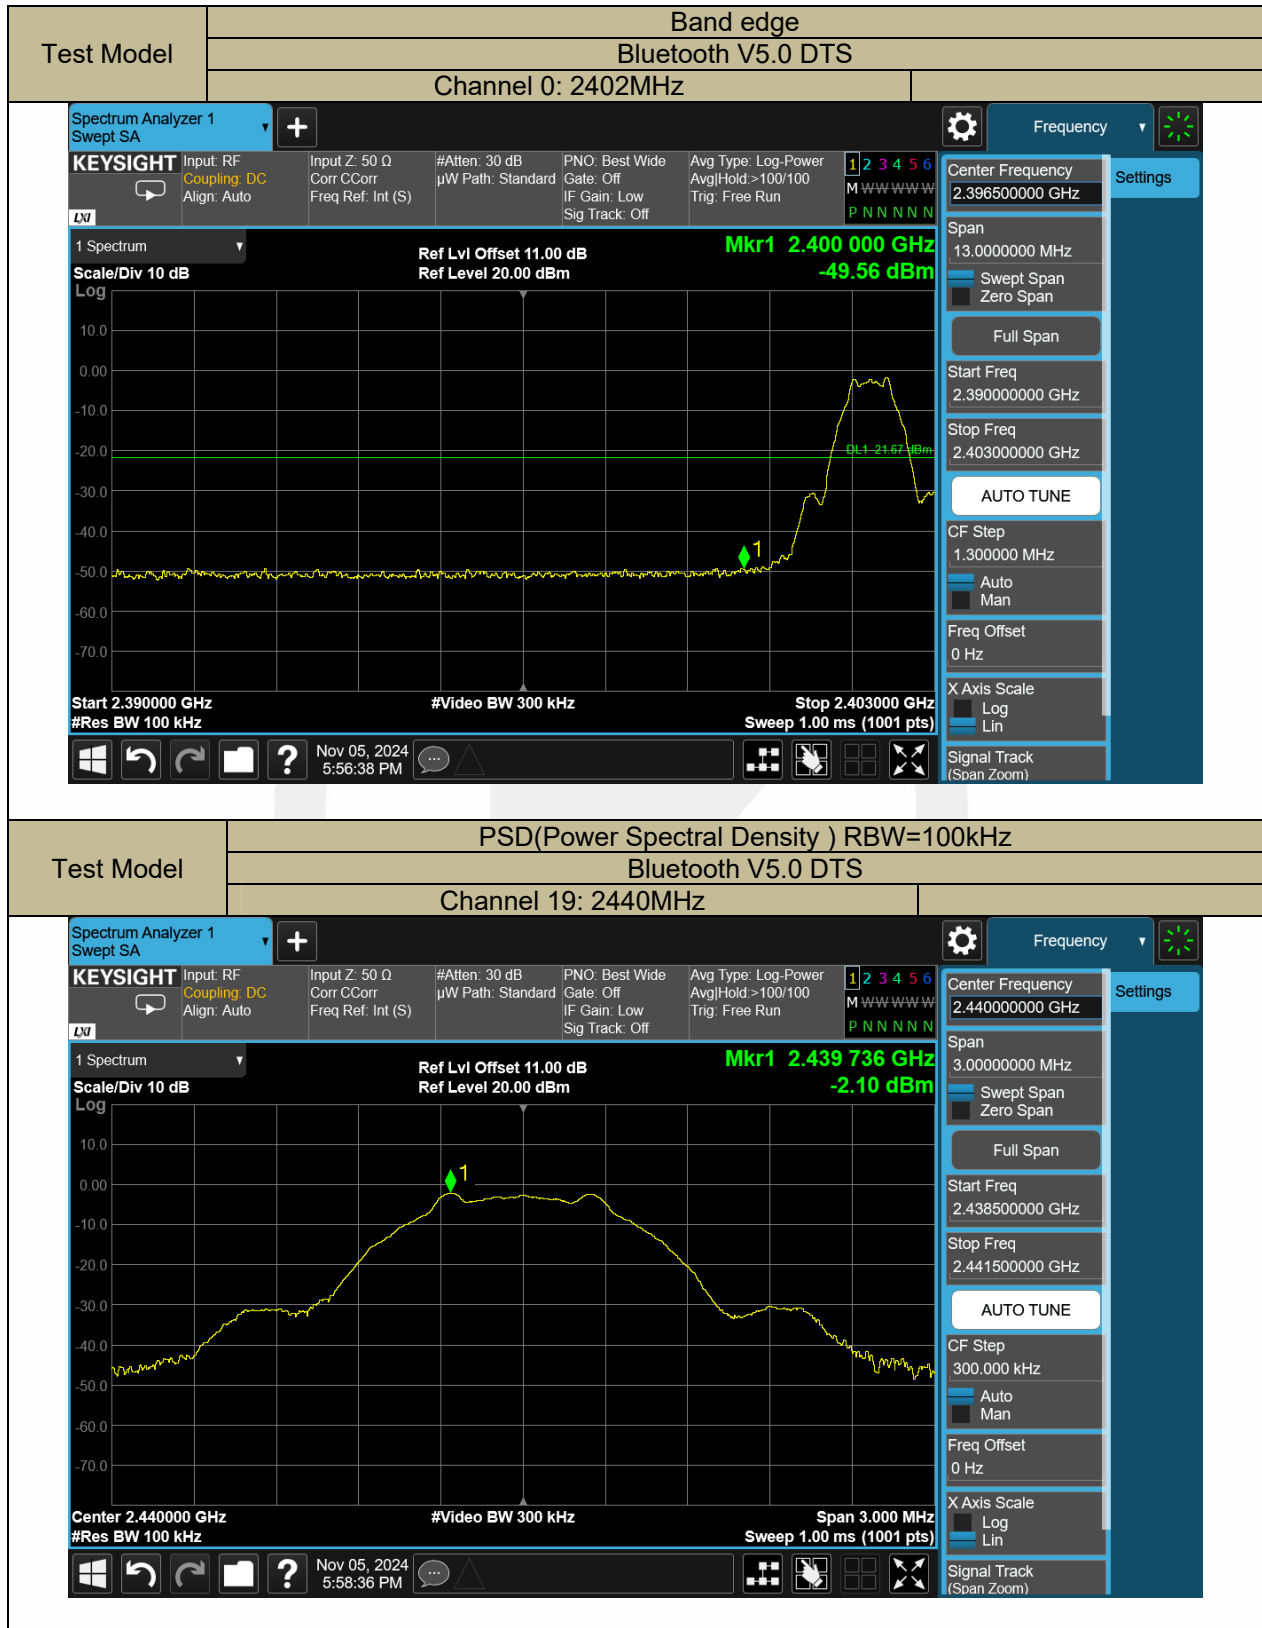 Test Model
Band edge
Bluetooth V5.0 DTS
Channel 0: 2402MHz
Spectrum Analyzer 1
Swept SA
Frequency
KEYSIGHT
LXI
Input: RF
Coupling: DC
Align: Auto
Input Z: 50 Ω
Corr CCorr
Freq Ref: Int (S)
#Atten: 30 dB
µW Path: Standard
PNO: Best Wide
Gate: Off
IF Gain: Low
Sig Track: Off
Avg Type: Log-Power
Avg|Hold:>100/100
Trig: Free Run
1 2 3 4 5 6
M W W W W W
P N N N N N
1 Spectrum
Scale/Div 10 dB
Log
Ref Lvl Offset 11.00 dB
Ref Level 20.00 dBm
Mkr1 2.400 000 GHz
-49.56 dBm
10.0
0.00
-10.0
-20.0
-30.0
-40.0
-50.0
-60.0
-70.0
DL1 -21.67 dBm
1
Start 2.390000 GHz
#Res BW 100 kHz
#Video BW 300 kHz
Stop 2.403000 GHz
Sweep 1.00 ms (1001 pts)
Nov 05, 2024
5:56:38 PM
Center Frequency
2.396500000 GHz
Settings
Span
13.0000000 MHz
Swept Span
Zero Span
Full Span
Start Freq
2.390000000 GHz
Stop Freq
2.403000000 GHz
AUTO TUNE
CF Step
1.300000 MHz
Auto
Man
Freq Offset
0 Hz
X Axis Scale
Log
Lin
Signal Track
(Span Zoom)
Test Model
PSD(Power Spectral Density ) RBW=100kHz
Bluetooth V5.0 DTS
Channel 19: 2440MHz
Spectrum Analyzer 1
Swept SA
Frequency
KEYSIGHT
LXI
Input: RF
Coupling: DC
Align: Auto
Input Z: 50 Ω
Corr CCorr
Freq Ref: Int (S)
#Atten: 30 dB
µW Path: Standard
PNO: Best Wide
Gate: Off
IF Gain: Low
Sig Track: Off
Avg Type: Log-Power
Avg|Hold:>100/100
Trig: Free Run
1 2 3 4 5 6
M W W W W W
P N N N N N
1 Spectrum
Scale/Div 10 dB
Log
Ref Lvl Offset 11.00 dB
Ref Level 20.00 dBm
Mkr1 2.439 736 GHz
-2.10 dBm
10.0
0.00
-10.0
-20.0
-30.0
-40.0
-50.0
-60.0
-70.0
1
Center 2.440000 GHz
#Res BW 100 kHz
#Video BW 300 kHz
Span 3.000 MHz
Sweep 1.00 ms (1001 pts)
Nov 05, 2024
5:58:36 PM
Center Frequency
2.440000000 GHz
Settings
Span
3.00000000 MHz
Swept Span
Zero Span
Full Span
Start Freq
2.438500000 GHz
Stop Freq
2.441500000 GHz
AUTO TUNE
CF Step
300.000 kHz
Auto
Man
Freq Offset
0 Hz
X Axis Scale
Log
Lin
Signal Track
(Span Zoom)